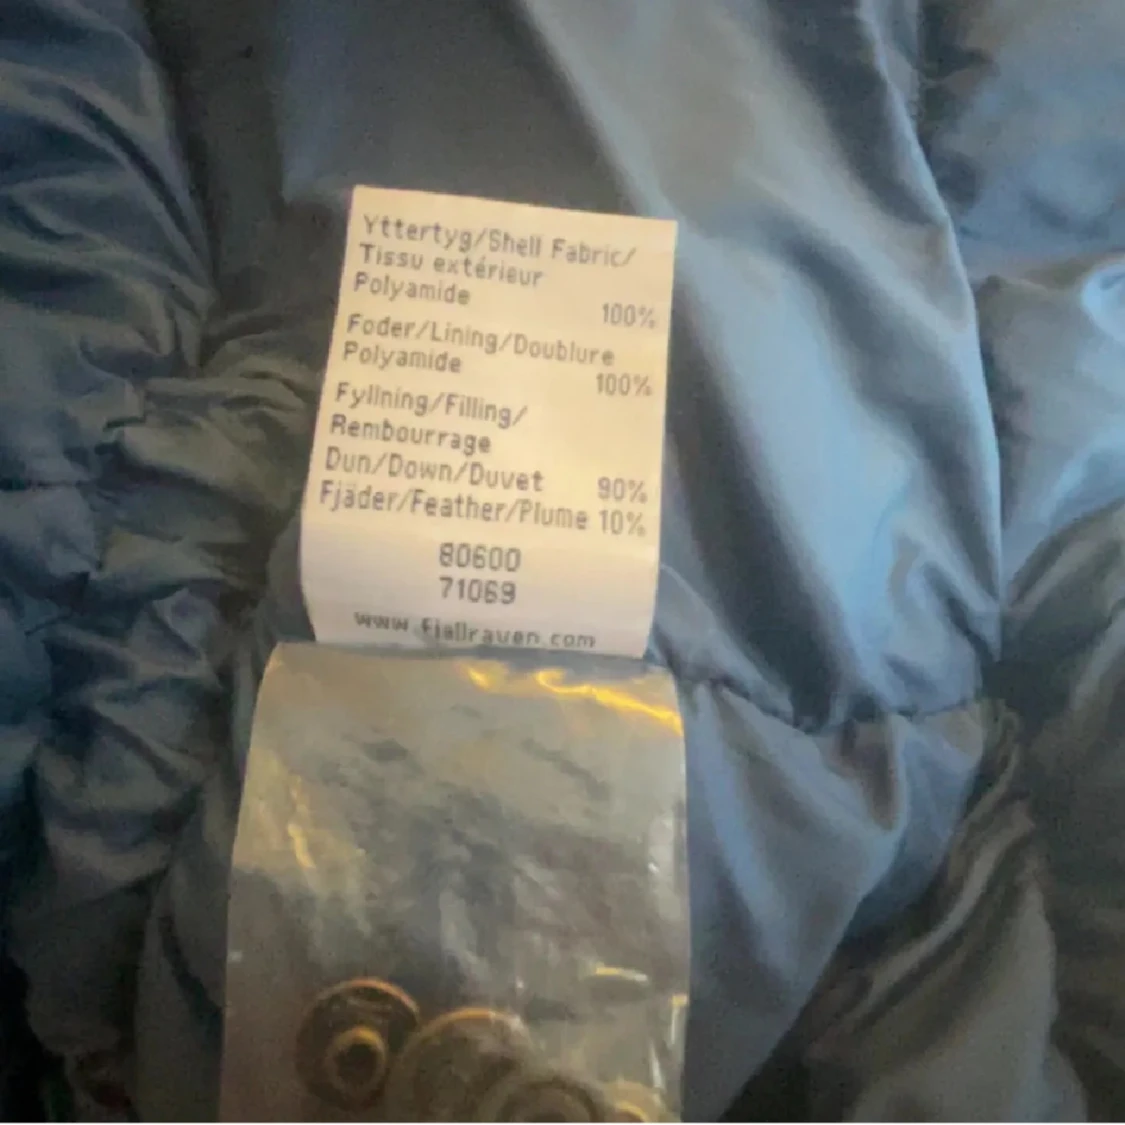 Yttertyg/Shell Fabric/
Tissu extérieur
Polyamide 100%
Foder/Lining/Doublure
Polyamide 100%
Fyllning/Filling/
Rembourrage
Dun/Down/Duvet 90%
Fjäder/Feather/Plume 10%
80600
71069
www.fjallraven.com